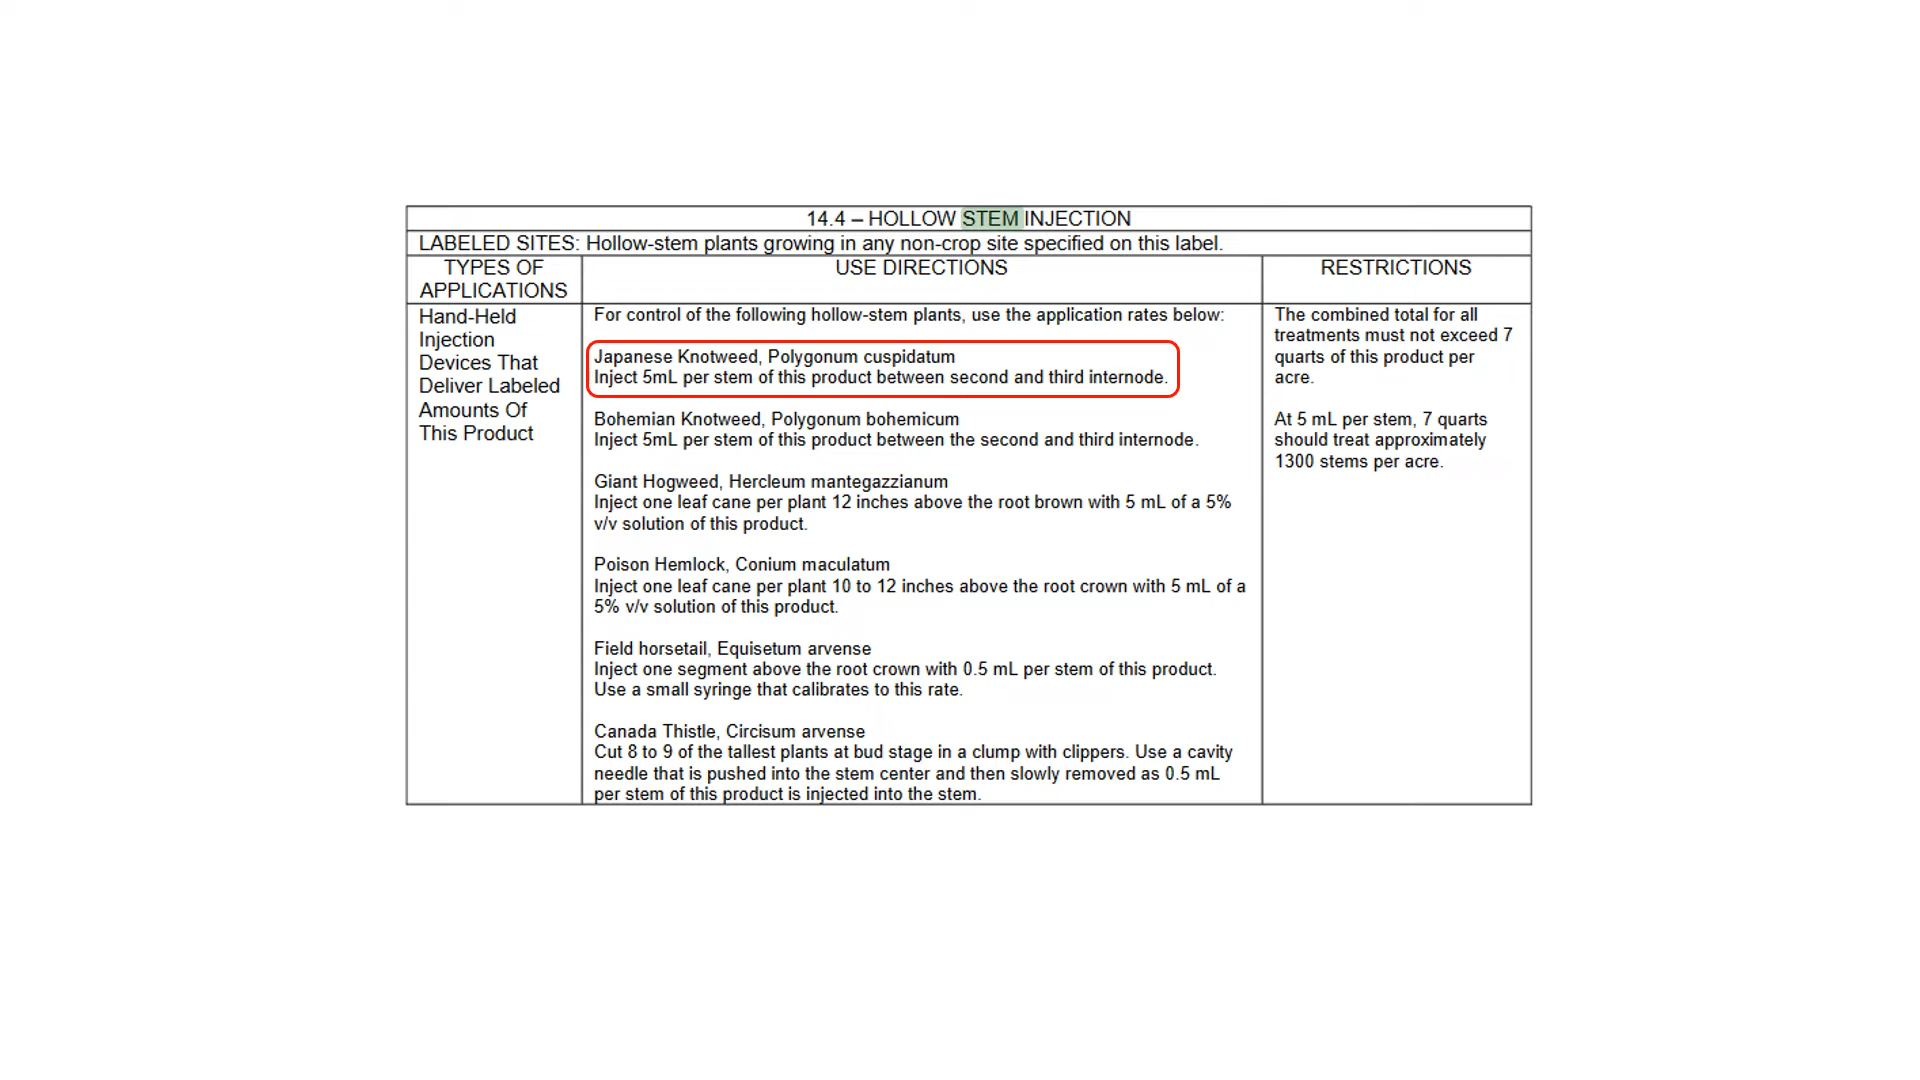 14.4 – HOLLOW STEM INJECTION
LABELED SITES: Hollow-stem plants growing in any non-crop site specified on this label.
TYPES OF
APPLICATIONS
USE DIRECTIONS
RESTRICTIONS
Hand-Held
Injection
Devices That
Deliver Labeled
Amounts Of
This Product
For control of the following hollow-stem plants, use the application rates below:
Japanese Knotweed, Polygonum cuspidatum
Inject 5mL per stem of this product between second and third internode.
Bohemian Knotweed, Polygonum bohemicum
Inject 5mL per stem of this product between the second and third internode.
Giant Hogweed, Hercleum mantegazzianum
Inject one leaf cane per plant 12 inches above the root brown with 5 mL of a 5%
v/v solution of this product.
Poison Hemlock, Conium maculatum
Inject one leaf cane per plant 10 to 12 inches above the root crown with 5 mL of a
5% v/v solution of this product.
Field horsetail, Equisetum arvense
Inject one segment above the root crown with 0.5 mL per stem of this product.
Use a small syringe that calibrates to this rate.
Canada Thistle, Circisum arvense
Cut 8 to 9 of the tallest plants at bud stage in a clump with clippers. Use a cavity
needle that is pushed into the stem center and then slowly removed as 0.5 mL
per stem of this product is injected into the stem.
The combined total for all
treatments must not exceed 7
quarts of this product per
acre.
At 5 mL per stem, 7 quarts
should treat approximately
1300 stems per acre.